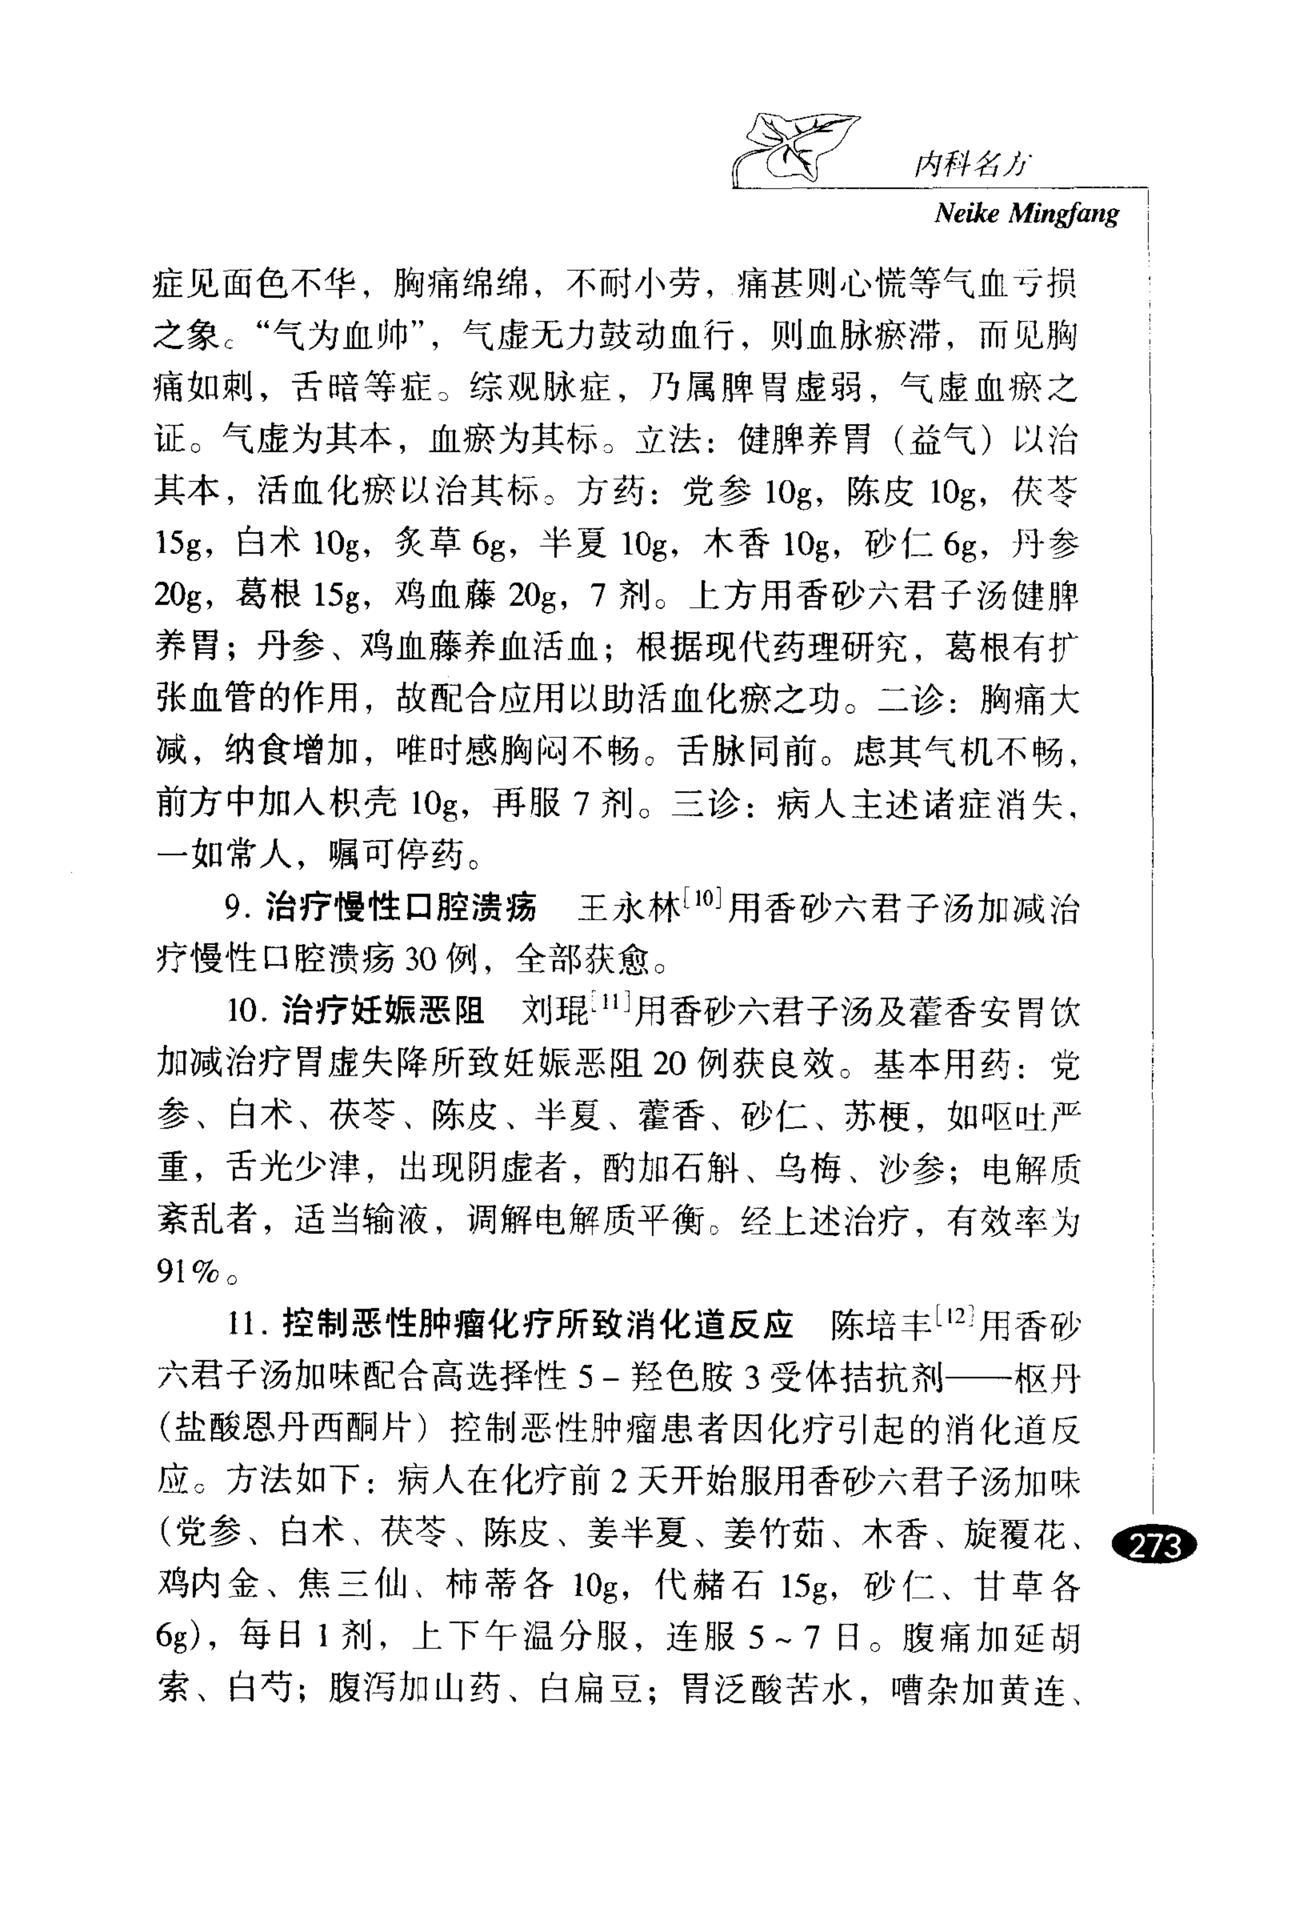 内科名方
Neike Mingfang
症见面色不华，胸痛绵绵，不耐小劳，痛甚则心慌等气血亏损
之象。“气为血帅”，气虚无力鼓动血行，则血脉瘀滞，而见胸
痛如刺，舌暗等症。综观脉症，乃属脾胃虚弱，气虚血瘀之
证。气虚为其本，血瘀为其标。立法：健脾养胃（益气）以治
其本，活血化瘀以治其标。方药：党参 10g，陈皮 10g，茯苓
15g，白术 10g，炙草 6g，半夏 10g，木香 10g，砂仁 6g，丹参
20g，葛根 15g，鸡血藤 20g，7 剂。上方用香砂六君子汤健脾
养胃；丹参、鸡血藤养血活血；根据现代药理研究，葛根有扩
张血管的作用，故配合应用以助活血化瘀之功。二诊：胸痛大
减，纳食增加，唯时感胸闷不畅。舌脉同前。虑其气机不畅，
前方中加入枳壳 10g，再服 7 剂。三诊：病人主述诸症消失，
一如常人，嘱可停药。
9. 治疗慢性口腔溃疡　王永林[10]用香砂六君子汤加减治
疗慢性口腔溃疡 30 例，全部获愈。
10. 治疗妊娠恶阻　刘琨[11]用香砂六君子汤及藿香安胃饮
加减治疗胃虚失降所致妊娠恶阻 20 例获良效。基本用药：党
参、白术、茯苓、陈皮、半夏、藿香、砂仁、苏梗，如呕吐严
重，舌光少津，出现阴虚者，酌加石斛、乌梅、沙参；电解质
紊乱者，适当输液，调解电解质平衡。经上述治疗，有效率为
91%。
11. 控制恶性肿瘤化疗所致消化道反应　陈培丰[12]用香砂
六君子汤加味配合高选择性 5－羟色胺 3 受体拮抗剂——枢丹
（盐酸恩丹西酮片）控制恶性肿瘤患者因化疗引起的消化道反
应。方法如下：病人在化疗前 2 天开始服用香砂六君子汤加味
（党参、白术、茯苓、陈皮、姜半夏、姜竹茹、木香、旋覆花、
鸡内金、焦三仙、柿蒂各 10g，代赭石 15g，砂仁、甘草各
6g），每日 1 剂，上下午温分服，连服 5～7 日。腹痛加延胡
索、白芍；腹泻加山药、白扁豆；胃泛酸苦水，嘈杂加黄连、
273